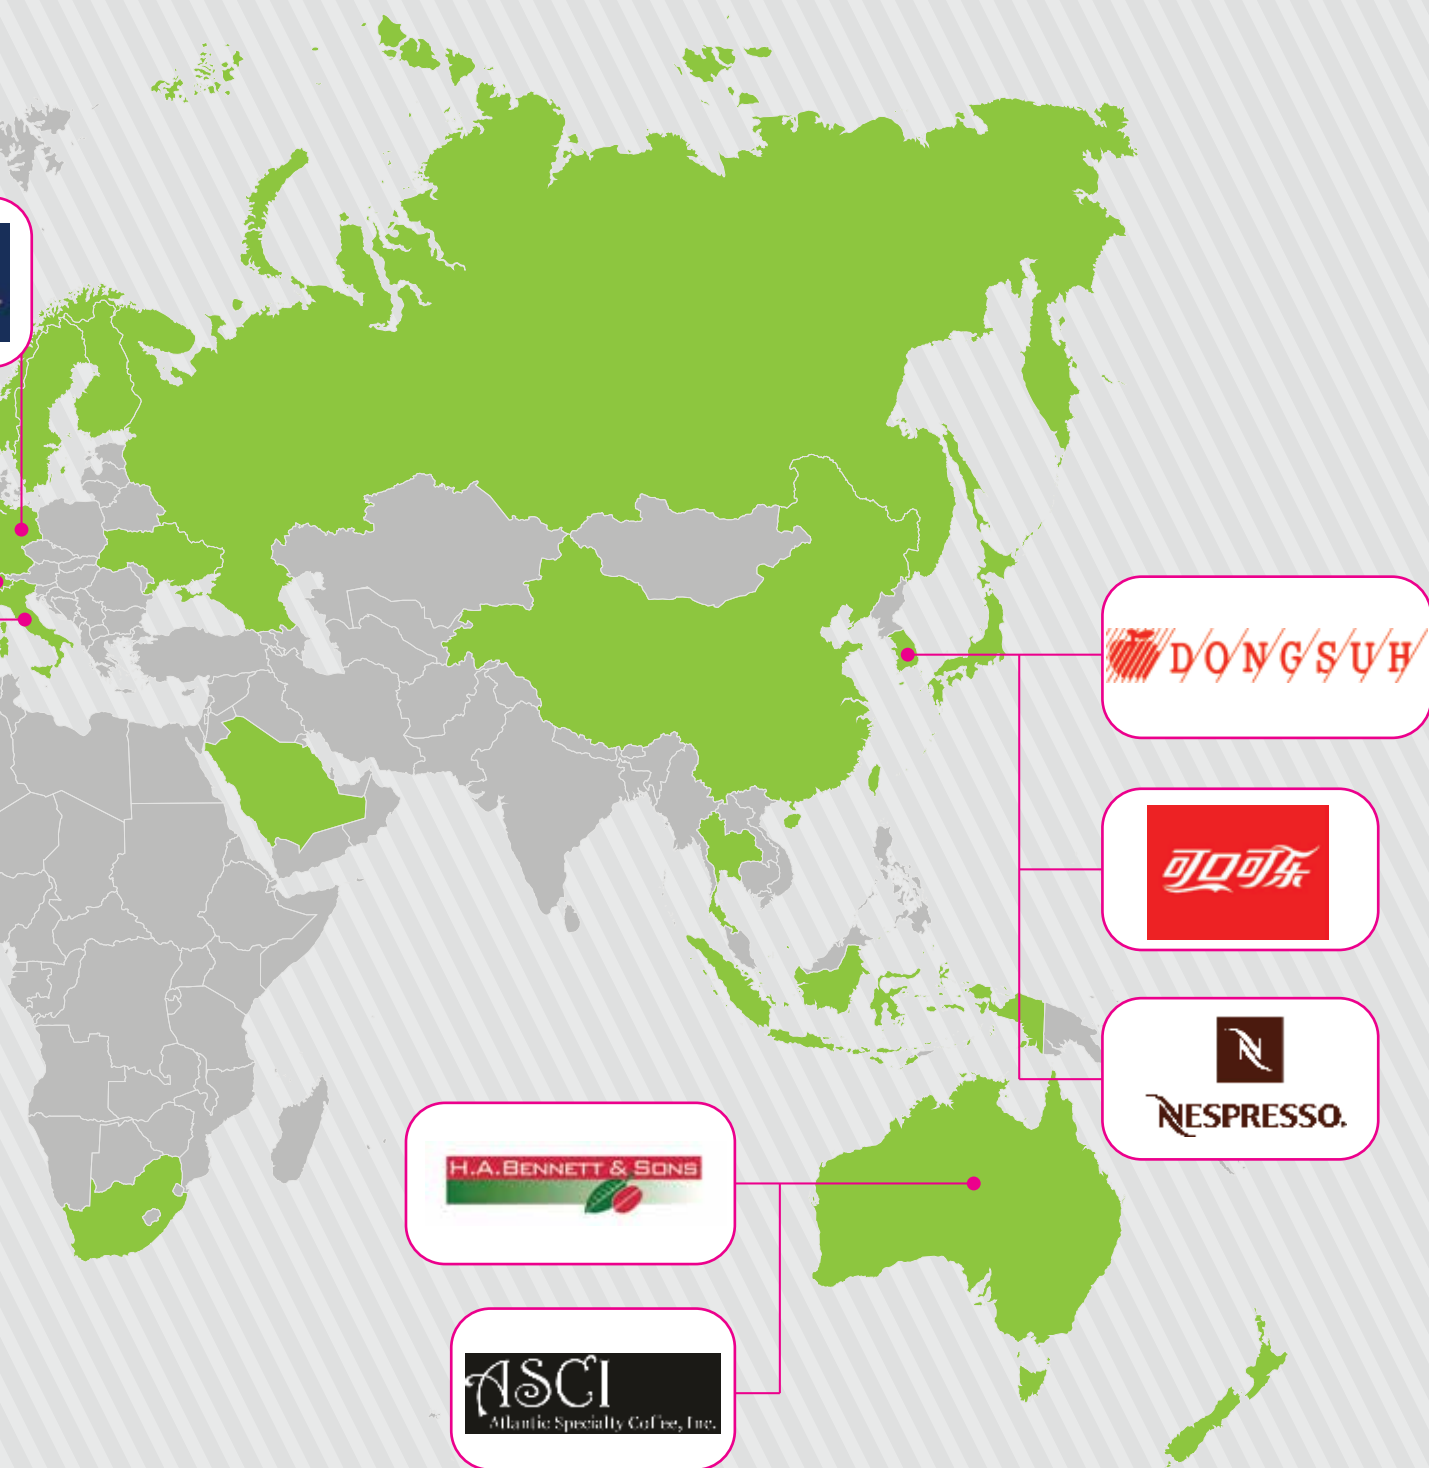 DONGSUH
可口可乐
N
NESPRESSO.
H.A.BENNETT & SONS
ASCI
Atlantic Specialty Coffee, Inc.